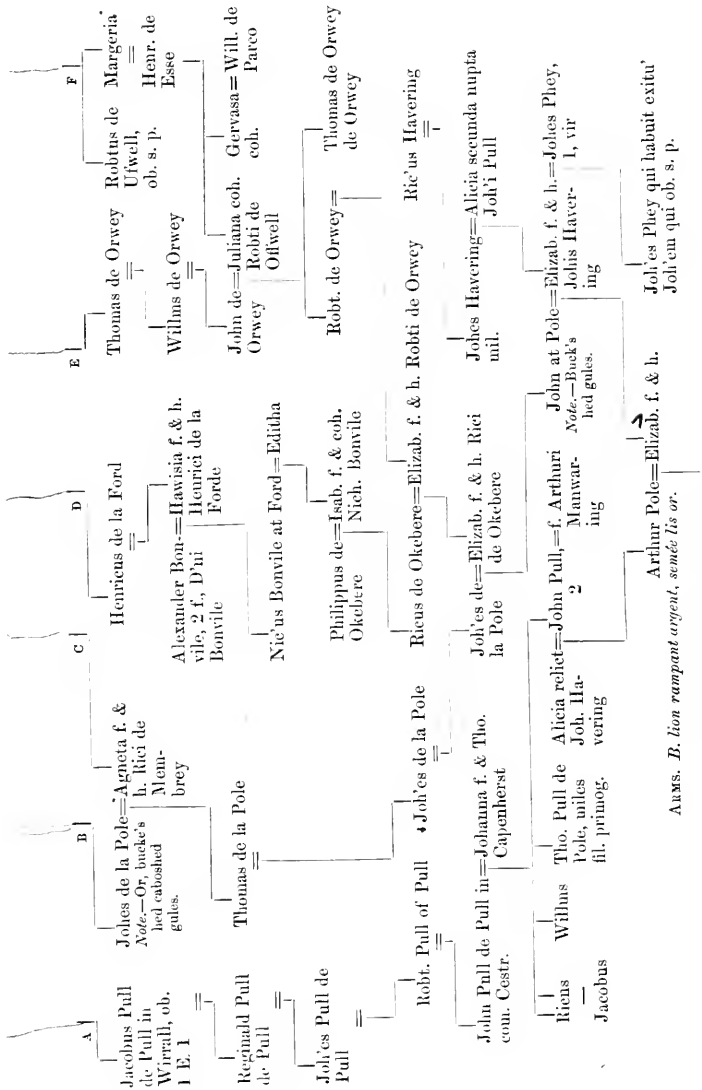 A
B
C
D
E
F
Jacobus Pull
de Pull in
Wirrall, ob.
1 E. 1
Johes de la Pole=Agneta f. &
Note.—Or, bucke's
hed caboshed
gules.
h. Rici de
Mem-
brey
Henricus de la Ford
Thomas de Orwey
Robtus de
Ufwell,
ob. s. p.
Margeria
Henr. de
Esse
Reginald Pull
de Pull
Thomas de la Pole
Alexander Bon-=Hawisia f. & h.
vile, 2 f., D'ni
Bonvile
Henrici de la
Forde
Willms de Orwey
Joh'es Pull de
Pull
Nic'us Bonvile at Ford=Editha
John de=Juliana coh.
Orwey
Robti de
Offwell
Gervasa=Will. de
coh.
Parco
Robt. Pull of Pull
Joh'es de la Pole
Philippus de=Isab. f. & coh.
Okebere
Nich. Bonvile
Robt. de Orwey=
Thomas de Orwey
de Orwey
Ricus de Okebere=Elizab. f. & h. Robti de Orwey
Ric'us Havering
John Pull de Pull in=Johanna f. & Tho.
com. Cestr.
Capenherst
Joh'es de=Elizab. f. & h. Rici
la Pole
de Okebere
Johes Havering=Alicia secunda nupta
mil.
Joh'i Pull
Ricus
Jacobus
Willms
Tho. Pull de
Pole, miles
fil. primog.
Alicia relict=John Pull,=f. Arthuri
Joh. Ha-
vering
2
Manwar-
ing
John at Pole=Elizab. f. & h.=Johes Phey,
Note.—Buck's
hed gules.
Johis Haver-
ing
1, vir
Arthur Pole=Elizab. f. & h.
Joh'es Phey qui habuit exitu'
Joh'em qui ob. s. p.
ARMS. B. lion rampant argent, semée lis or.